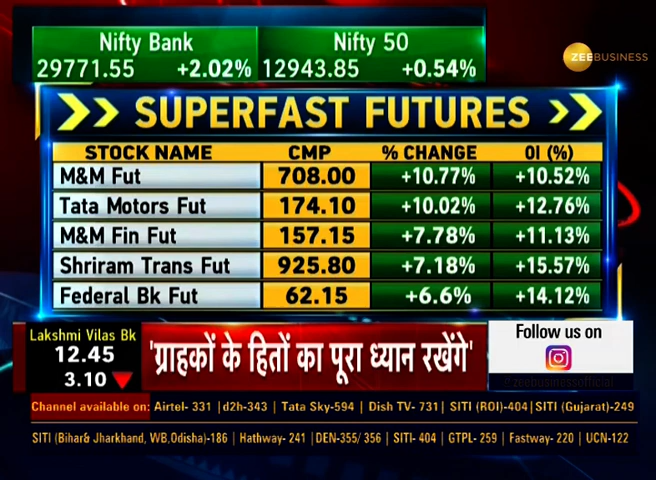 Nifty Bank
29771.55 +2.02%
Nifty 50
12943.85 +0.54%
ZEEBUSINESS
SUPERFAST FUTURES
STOCK NAME CMP % CHANGE OI (%)
M&M Fut 708.00 +10.77% +10.52%
Tata Motors Fut 174.10 +10.02% +12.76%
M&M Fin Fut 157.15 +7.78% +11.13%
Shriram Trans Fut 925.80 +7.18% +15.57%
Federal Bk Fut 62.15 +6.6% +14.12%
Lakshmi Vilas Bk
12.45
3.10
'ग्राहकों के हितों का पूरा ध्यान रखेंगे'
Follow us on
#zeebusinessofficial
Channel available on: Airtel- 331 | d2h-343 | Tata Sky-594 | Dish TV- 731 | SITI (ROI)-404 | SITI (Gujarat)-249
SITI (Bihar& Jharkhand, WB,Odisha)-186 | Hathway- 241 | DEN-355/ 356 | SITI- 404 | GTPL- 259 | Fastway- 220 | UCN-122